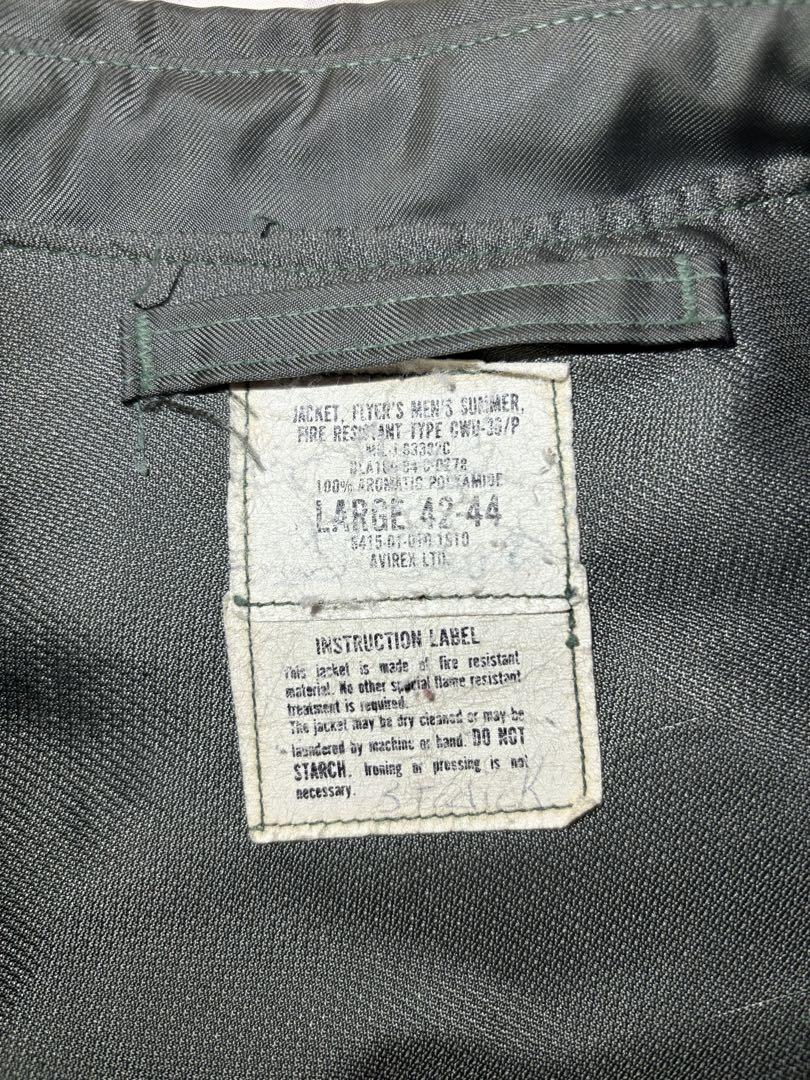 JACKET, FLYER'S MEN'S SUMMER,
FIRE RESISTANT TYPE CWU-36/P
100% AROMATIC POLYAMIDE
LARGE 42-44
AVIREX LTD.
INSTRUCTION LABEL
This jacket is made of fire resistant
material. No other special flame resistant
treatment is required.
The jacket may be dry cleaned or may be
laundered by machine or hand. DO NOT
STARCH. Ironing or pressing is not
necessary.